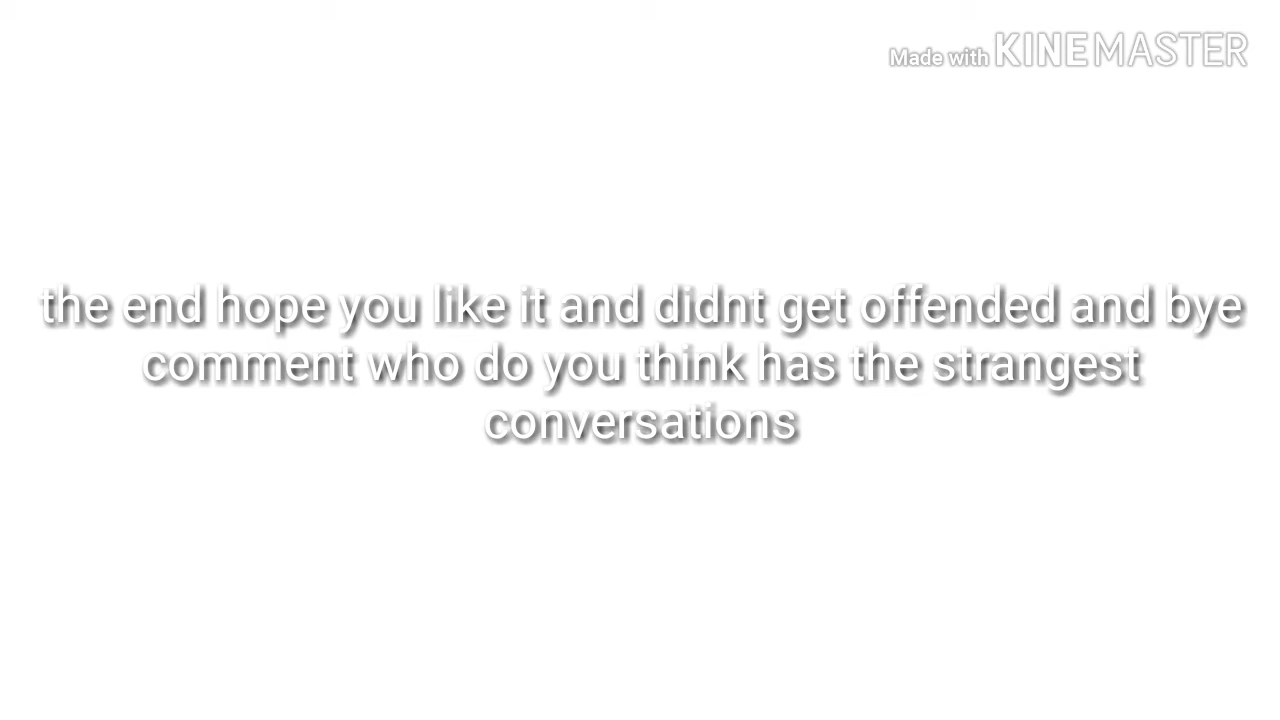 Made with KINEMASTER
the end hope you like it and didnt get offended and bye
comment who do you think has the strangest
conversations